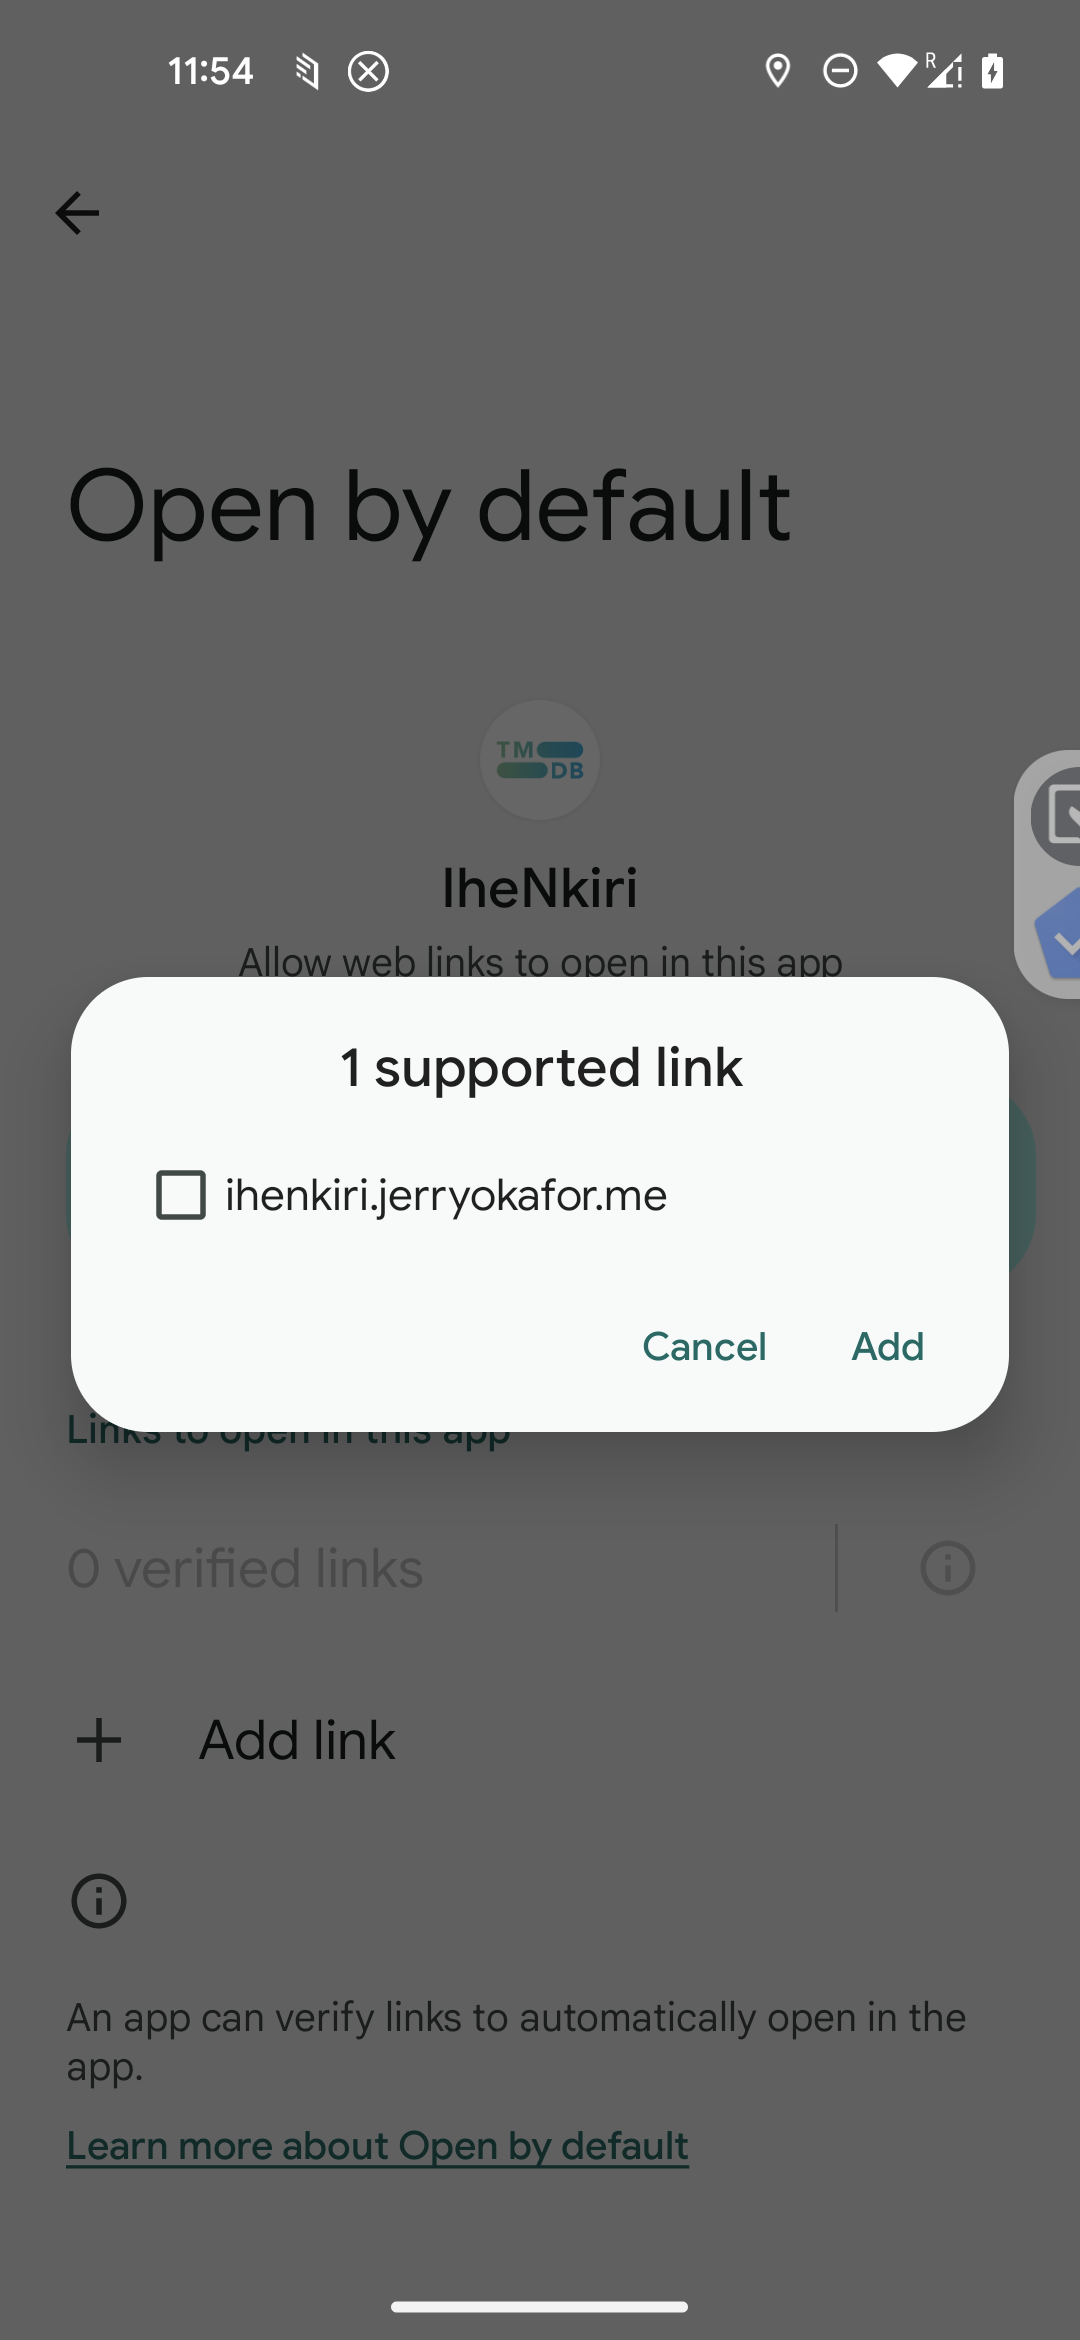 11:54
R
Open by default
TM
DB
IheNkiri
Allow web links to open in this app
1 supported link
ihenkiri.jerryokafor.me
Cancel
Add
Links to open in this app
0 verified links
Add link
An app can verify links to automatically open in the
app.
Learn more about Open by default